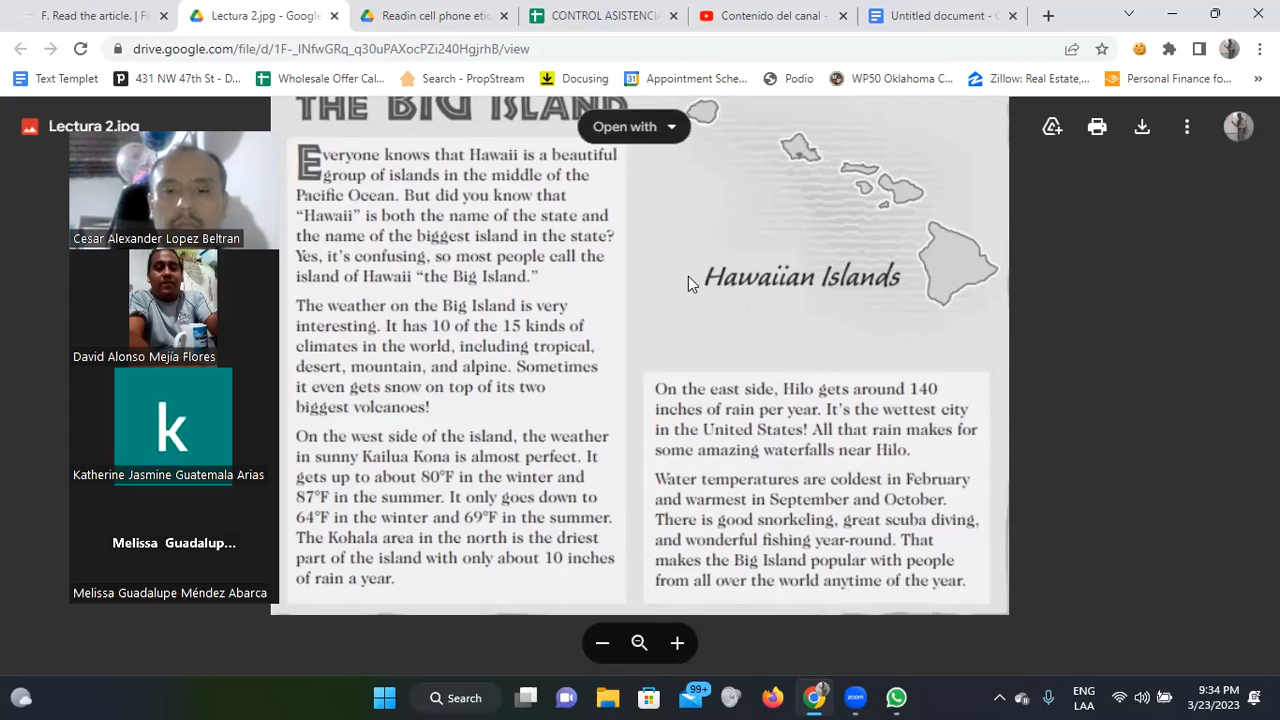 F. Read the article. | Fi
Lectura 2.jpg - Google
Readin cell phone eti
CONTROL ASISTENCIA
Contenido del canal -
Untitled document - G
drive.google.com/file/d/1F-_lNfwGRq_q30uPAXocPZi240HgjrhB/view
Text Templet
431 NW 47th St - D...
Wholesale Offer Cal...
Search - PropStream
Docusing
Appointment Sche...
Podio
WP50 Oklahoma C...
Zillow: Real Estate,...
Personal Finance fo...
Lectura 2.jpg
Open with
THE BIG ISLAND
Everyone knows that Hawaii is a beautiful
group of islands in the middle of the
Pacific Ocean. But did you know that
“Hawaii” is both the name of the state and
the name of the biggest island in the state?
Yes, it's confusing, so most people call the
island of Hawaii “the Big Island.”
The weather on the Big Island is very
interesting. It has 10 of the 15 kinds of
climates in the world, including tropical,
desert, mountain, and alpine. Sometimes
it even gets snow on top of its two
biggest volcanoes!
On the west side of the island, the weather
in sunny Kailua Kona is almost perfect. It
gets up to about 80°F in the winter and
87°F in the summer. It only goes down to
64°F in the winter and 69°F in the summer.
The Kohala area in the north is the driest
part of the island with only about 10 inches
of rain a year.
Hawaiian Islands
On the east side, Hilo gets around 140
inches of rain per year. It's the wettest city
in the United States! All that rain makes for
some amazing waterfalls near Hilo.
Water temperatures are coldest in February
and warmest in September and October.
There is good snorkeling, great scuba diving,
and wonderful fishing year-round. That
makes the Big Island popular with people
from all over the world anytime of the year.
Cesar Alexander Lopez Beltran
David Alonso Mejía Flores
k
Katherine Jasmine Guatemala Arias
Melissa Guadalup...
Melissa Guadalupe Méndez Abarca
Search
99+
zoom
ENG
LAA
9:34 PM
3/23/2023